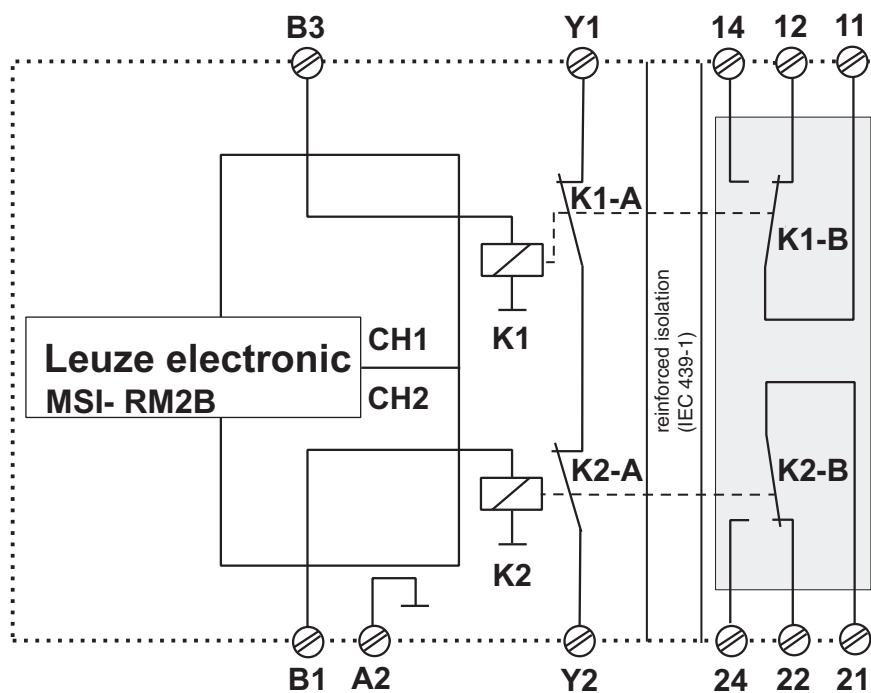 B3 Y1 14 12 11
K1-A
K1-B
K1
CH1
Leuze electronic
MSI- RM2B
CH2
reinforced isolation
(IEC 439-1)
K2-A K2-B
K2
B1 A2 Y2 24 22 21